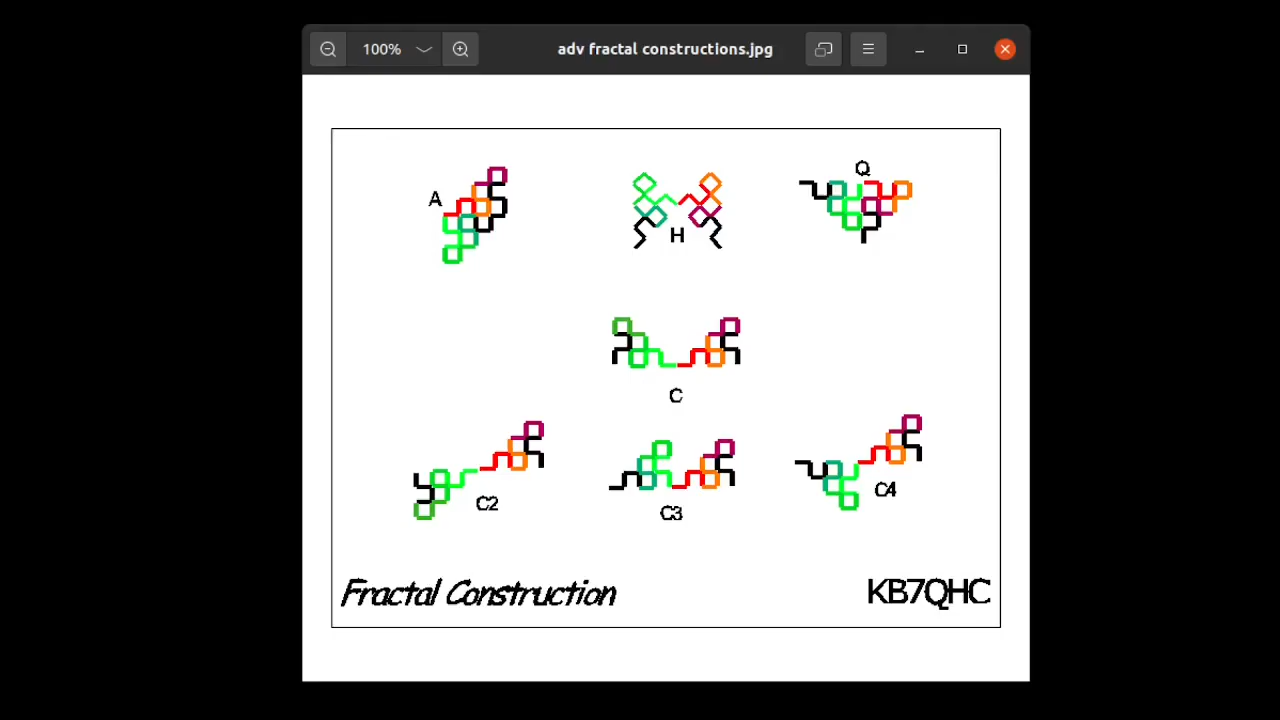 100%
adv fractal constructions.jpg
A
H
Q
C
C2
C3
C4
Fractal Construction
KB7QHC